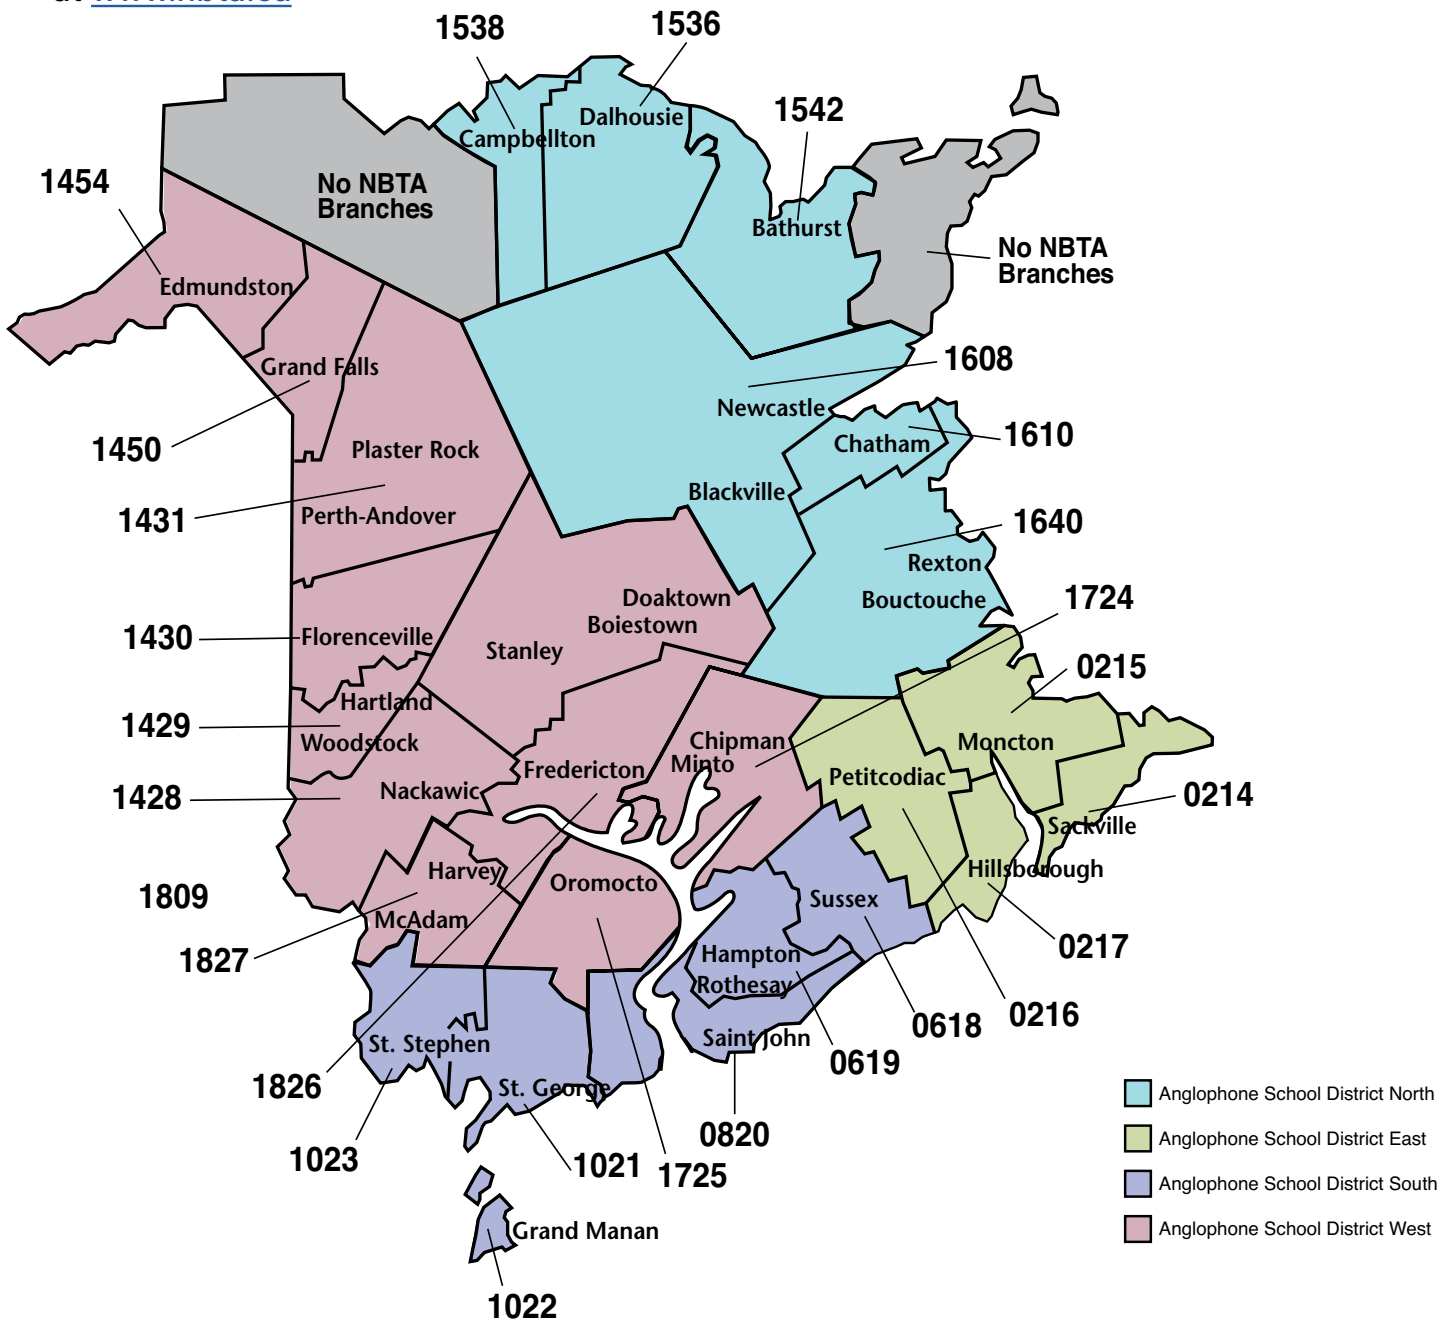 1538
1536
Dalhousie
1542
Campbellton
1454
No NBTA
Branches
Bathurst
No NBTA
Branches
Edmundston
1608
Grand Falls
Newcastle
1450
Plaster Rock
Chatham
1610
Blackville
1431
Perth-Andover
1640
Rexton
Doaktown
Bouctouche
1724
Boiestown
1430
Florenceville
Stanley
0215
Hartland
1429
Woodstock
Chipman
Moncton
Minto
Fredericton
Petitcodiac
1428
Nackawic
0214
Sackville
Harvey
Hillsborough
Oromocto
1809
Sussex
McAdam
0217
1827
Hampton
Rothesay
0216
0618
Saint John
St. Stephen
0619
1826
St. George
Anglophone School District North
0820
Anglophone School District East
1023
1021
1725
Anglophone School District South
Grand Manan
Anglophone School District West
1022